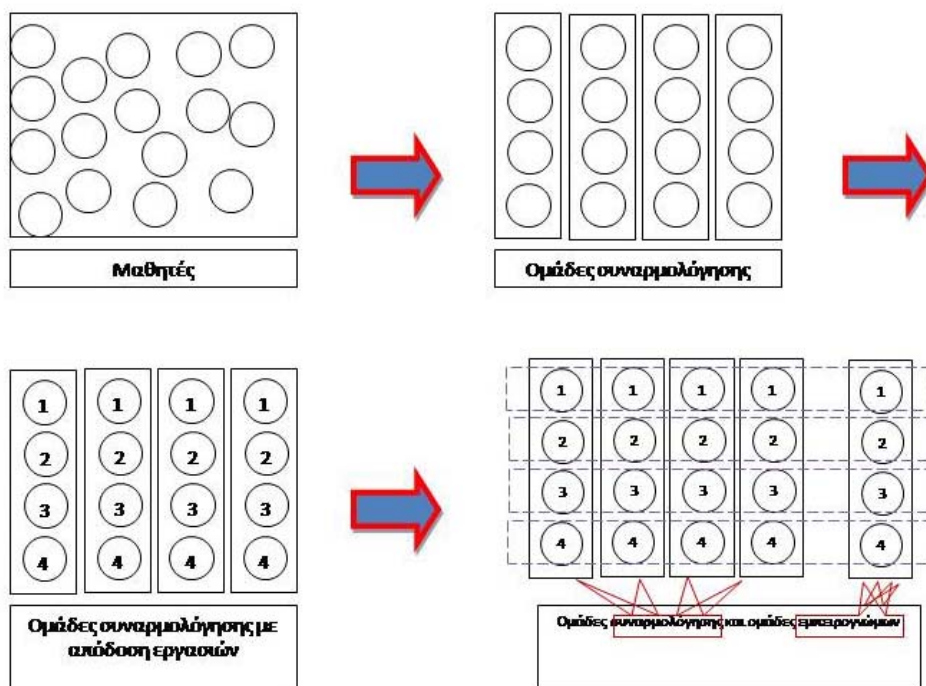 Μαθητές
Ομάδες συναρμολόγησης
1 1 1 1
2 2 2 2
3 3 3 3
4 4 4 4
Ομάδες συναρμολόγησης με
απόδοση εργασιών
1 1 1 1 1
2 2 2 2 2
3 3 3 3 3
4 4 4 4 4
Ομάδες συναρμολόγησης και ομάδες εμπειρογνώμων